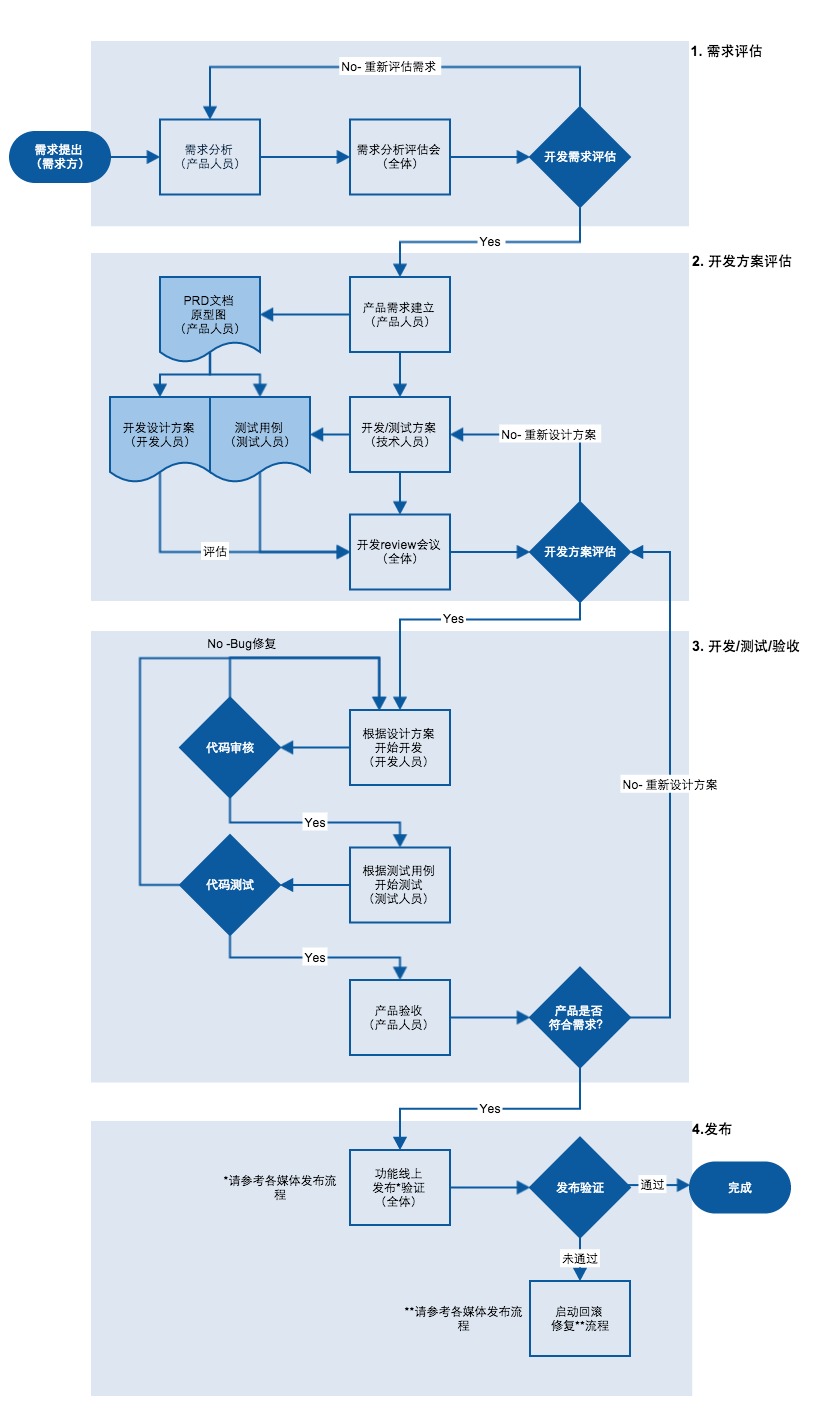 1. 需求评估
No- 重新评估需求
需求提出
（需求方）
需求分析
（产品人员）
需求分析评估会
（全体）
开发需求评估
Yes
2. 开发方案评估
PRD文档
原型图
（产品人员）
产品需求建立
（产品人员）
开发设计方案
（开发人员）
测试用例
（测试人员）
开发/测试方案
（技术人员）
No- 重新设计方案
评估
开发review会议
（全体）
开发方案评估
Yes
3. 开发/测试/验收
No -Bug修复
代码审核
根据设计方案
开始开发
（开发人员）
No- 重新设计方案
Yes
代码测试
根据测试用例
开始测试
（测试人员）
Yes
产品验收
（产品人员）
产品是否
符合需求?
Yes
4.发布
*请参考各媒体发布流
程
功能线上
发布*验证
（全体）
发布验证
通过
完成
未通过
**请参考各媒体发布流
程
启动回滚
修复**流程